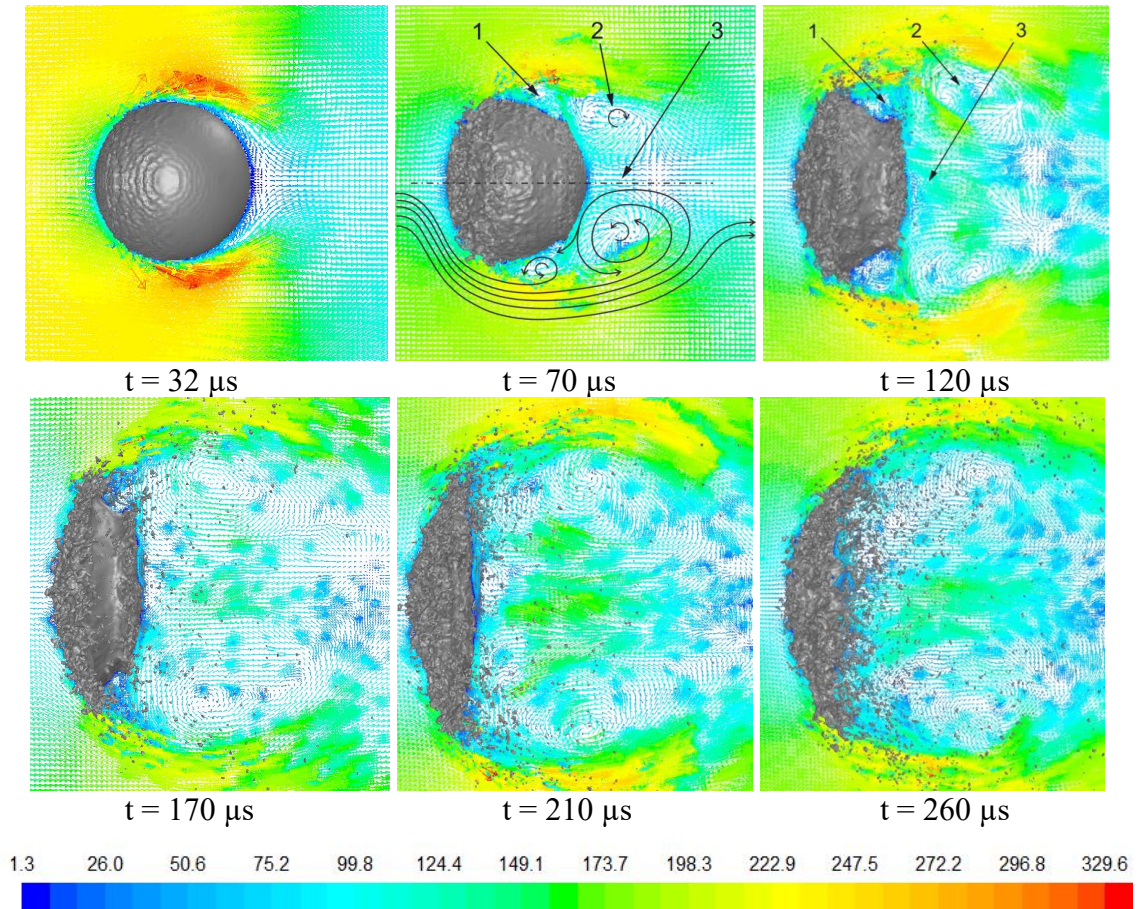 1 2 3
1 2 3
t = 32 µs t = 70 µs t = 120 µs
t = 170 µs t = 210 µs t = 260 µs
1.3 26.0 50.6 75.2 99.8 124.4 149.1 173.7 198.3 222.9 247.5 272.2 296.8 329.6